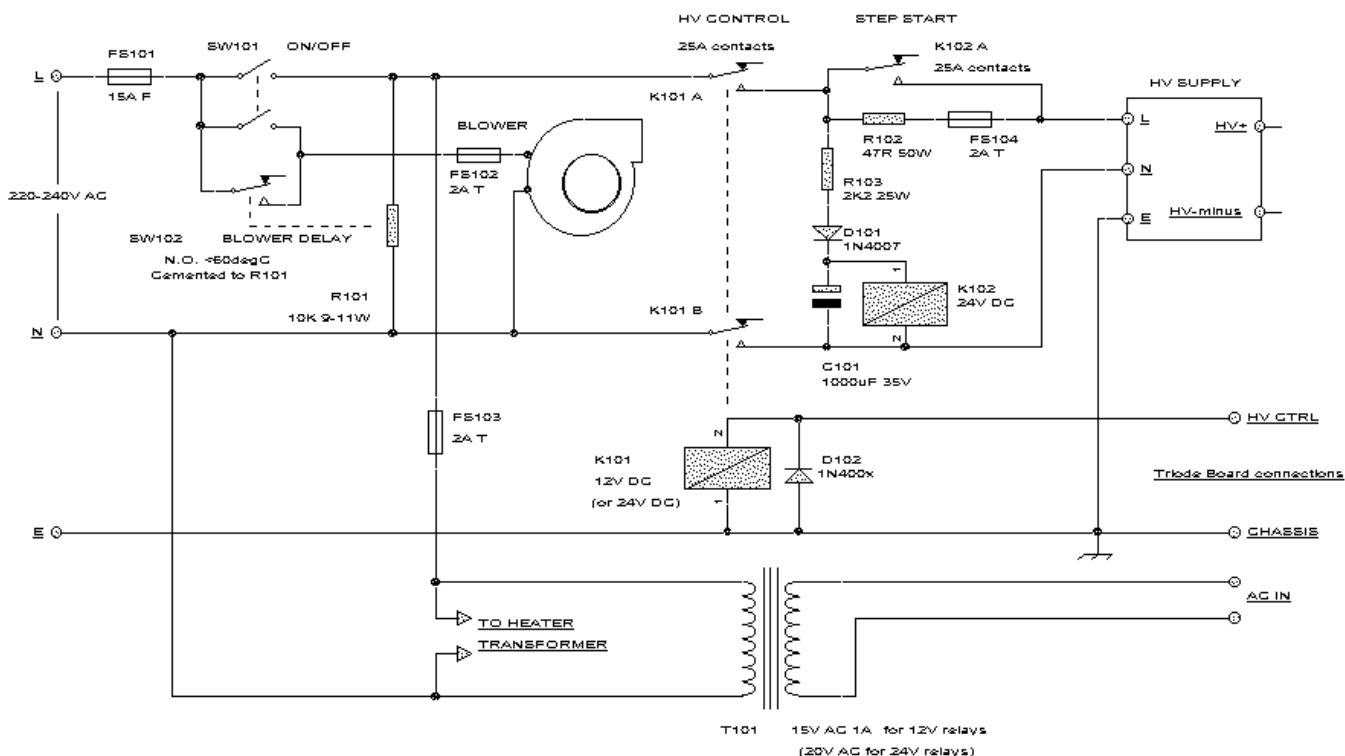 HV CONTROL
STEP START
FS101
SW101
ON/OFF
25A contacts
K102 A
25A contacts
L
15A F
K101 A
HV SUPPLY
BLOWER
L
HV+
R102
47R 50W
FS104
2A T
FS102
2A T
N
R103
2K2 25W
220-240V AC
HV-minus
E
SW102
BLOWER DELAY
D101
1N4007
N.O. <60degC
Cemented to R101
1
K102
24V DC
R101
10K 9-11W
K101 B
N
2
C101
1000uF 35V
FS103
2A T
HV CTRL
2
K101
12V DC
(or 24V DC)
D102
1N400x
Triode Board connections
1
E
CHASSIS
AC IN
TO HEATER
TRANSFORMER
T101
15V AC 1A for 12V relays
(20V AC for 24V relays)